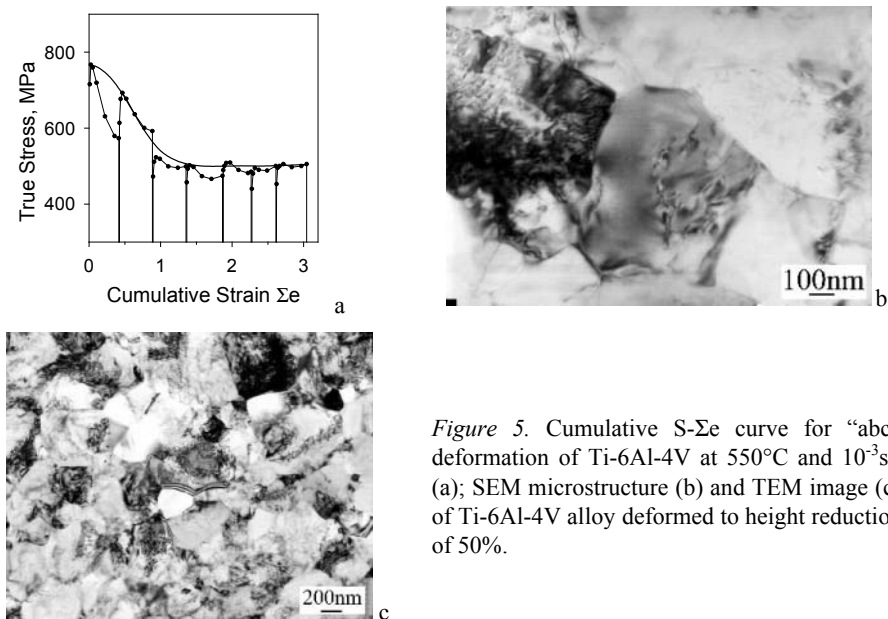 800
600
400
True Stress, MPa
0 1 2 3
Cumulative Strain Σe
a
100nm
b
200nm
c
Figure 5. Cumulative S-Σe curve for “abc
deformation of Ti-6Al-4V at 550°C and 10⁻³s
(a); SEM microstructure (b) and TEM image (c
of Ti-6Al-4V alloy deformed to height reduction
of 50%.